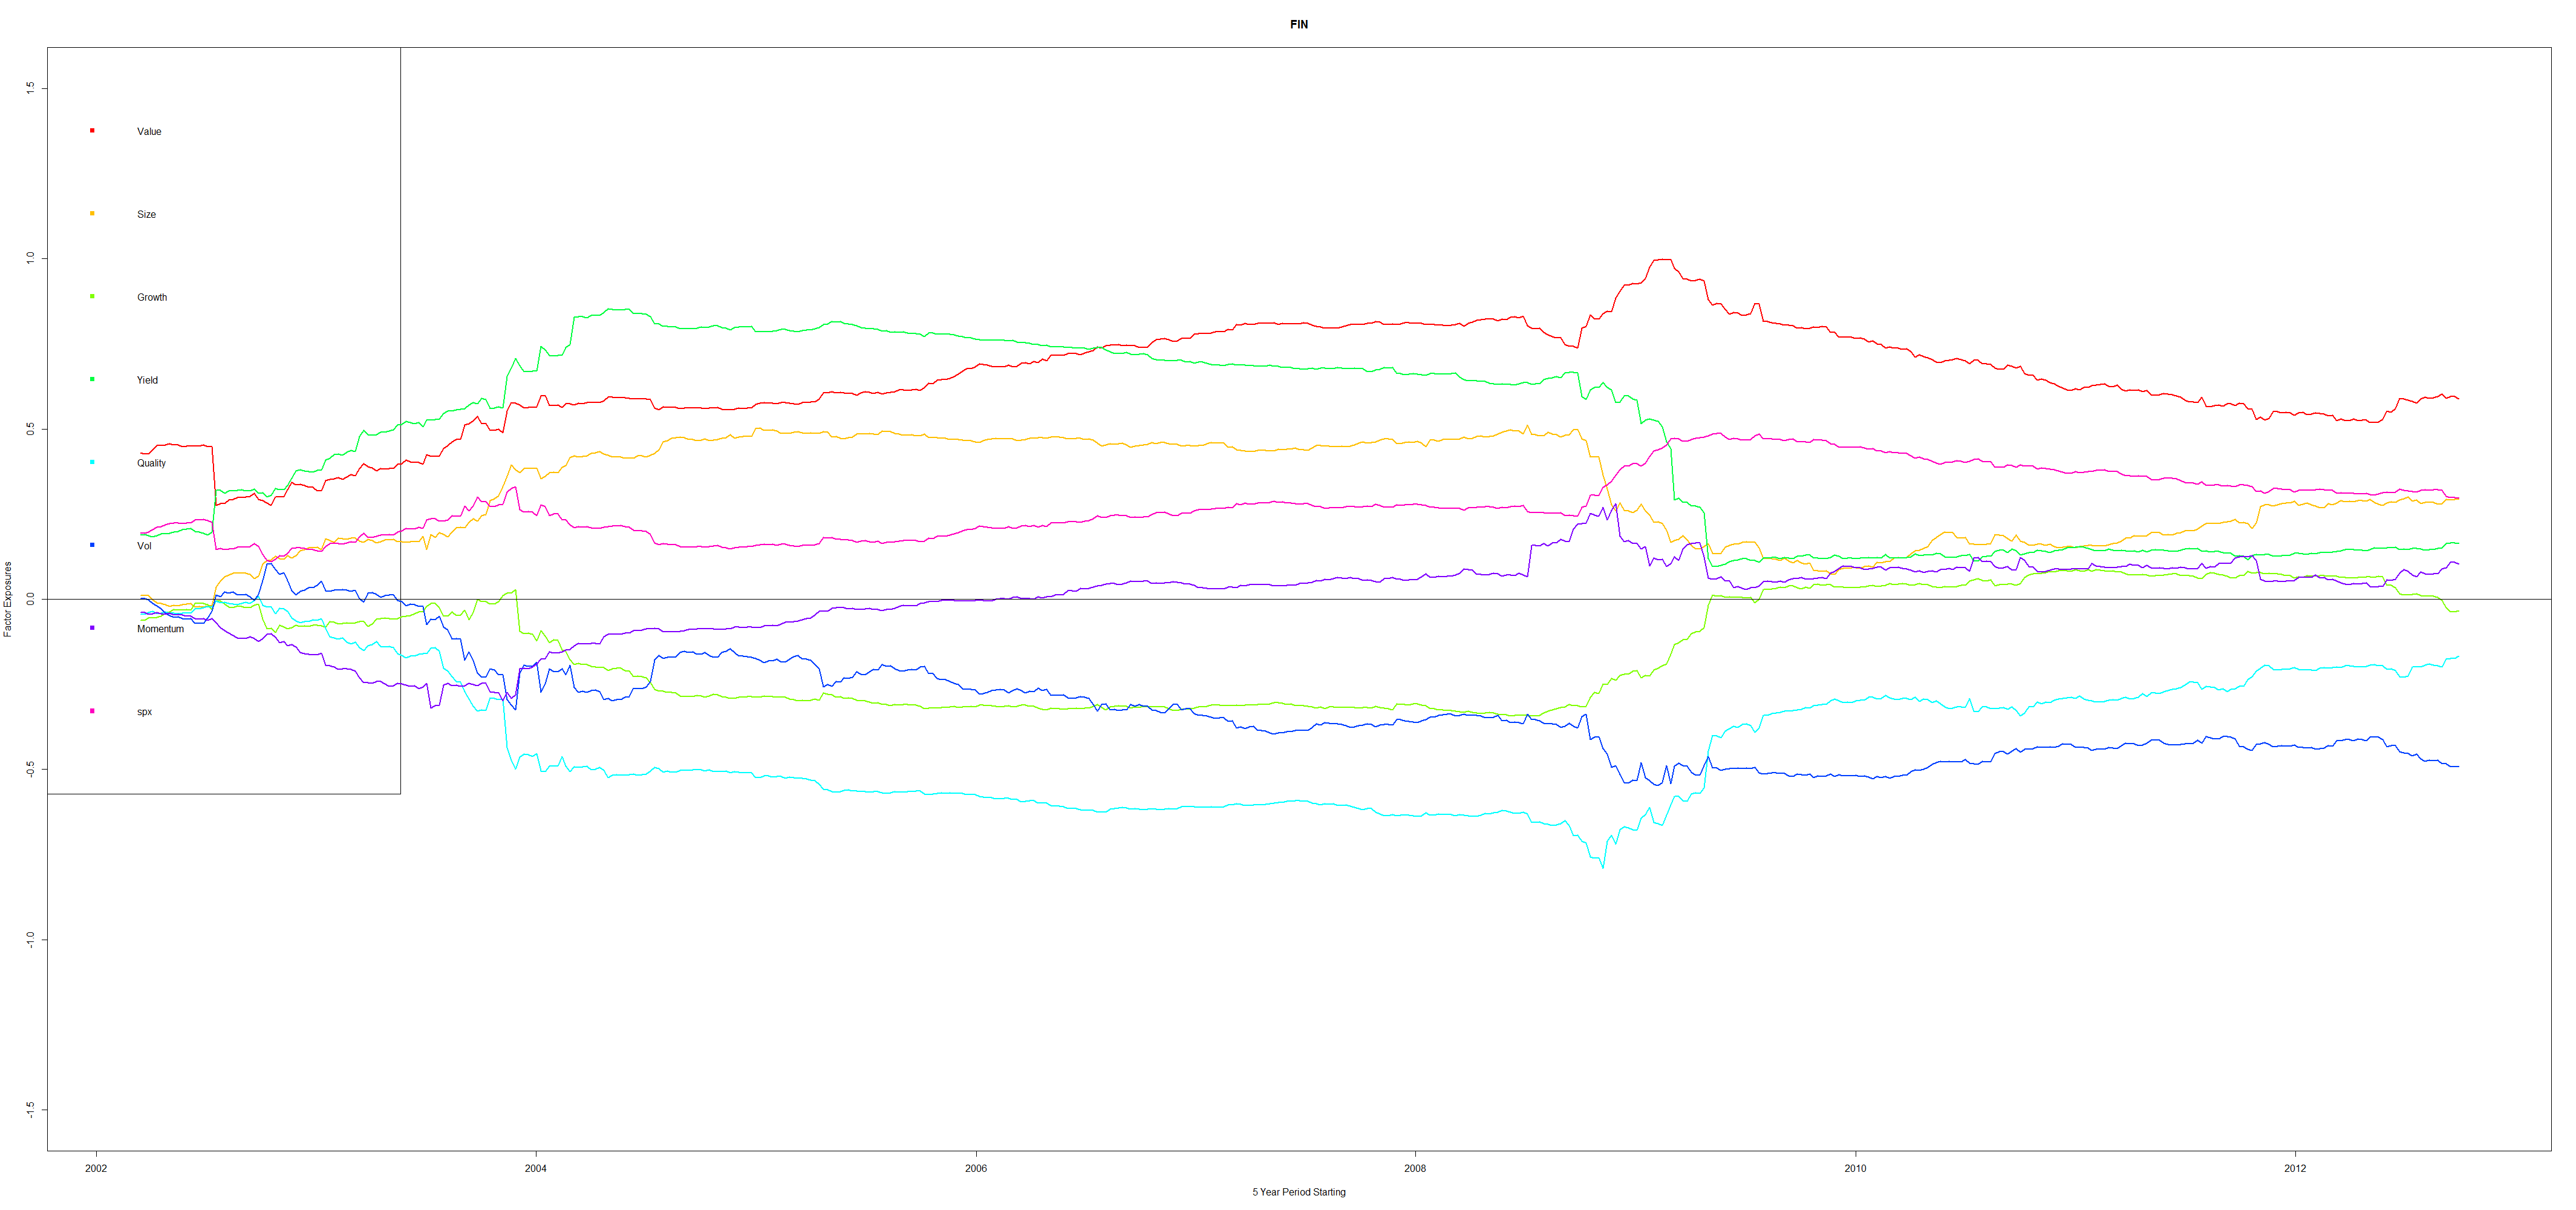 FIN
1.5
1.0
0.5
0.0
-0.5
-1.0
-1.5
Factor Exposures
Value
Size
Growth
Yield
Quality
Vol
Momentum
spx
2002
2004
2006
2008
2010
2012
5 Year Period Starting